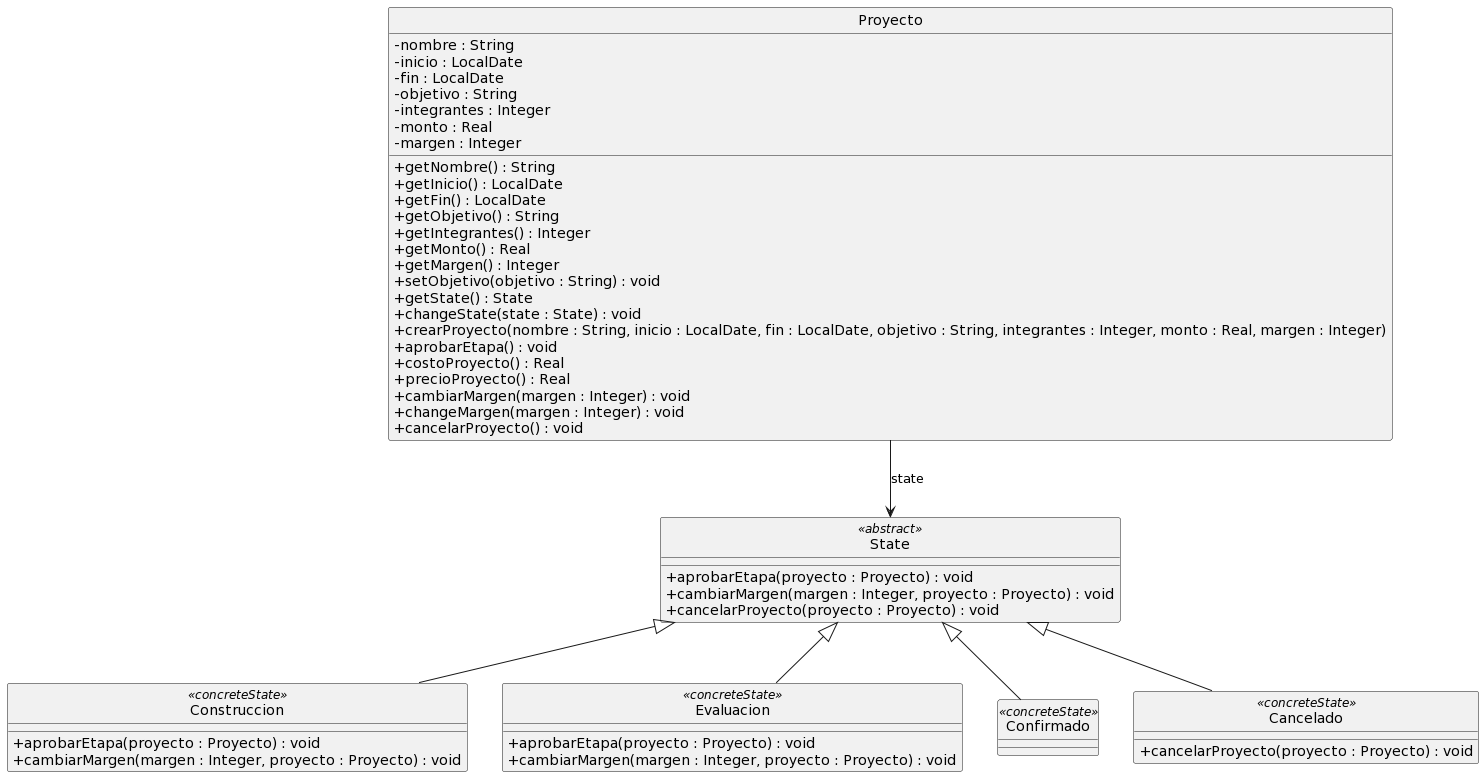 Proyecto
-nombre : String
-inicio : LocalDate
-fin : LocalDate
-objetivo : String
-integrantes : Integer
-monto : Real
-margen : Integer
+getNombre() : String
+getInicio() : LocalDate
+getFin() : LocalDate
+getObjetivo() : String
+getIntegrantes() : Integer
+getMonto() : Real
+getMargen() : Integer
+setObjetivo(objetivo : String) : void
+getState() : State
+changeState(state : State) : void
+crearProyecto(nombre : String, inicio : LocalDate, fin : LocalDate, objetivo : String, integrantes : Integer, monto : Real, margen : Integer)
+aprobarEtapa() : void
+costoProyecto() : Real
+precioProyecto() : Real
+cambiarMargen(margen : Integer) : void
+changeMargen(margen : Integer) : void
+cancelarProyecto() : void
state
«abstract»
State
+aprobarEtapa(proyecto : Proyecto) : void
+cambiarMargen(margen : Integer, proyecto : Proyecto) : void
+cancelarProyecto(proyecto : Proyecto) : void
«concreteState»
Construccion
+aprobarEtapa(proyecto : Proyecto) : void
+cambiarMargen(margen : Integer, proyecto : Proyecto) : void
«concreteState»
Evaluacion
+aprobarEtapa(proyecto : Proyecto) : void
+cambiarMargen(margen : Integer, proyecto : Proyecto) : void
«concreteState»
Confirmado
«concreteState»
Cancelado
+cancelarProyecto(proyecto : Proyecto) : void